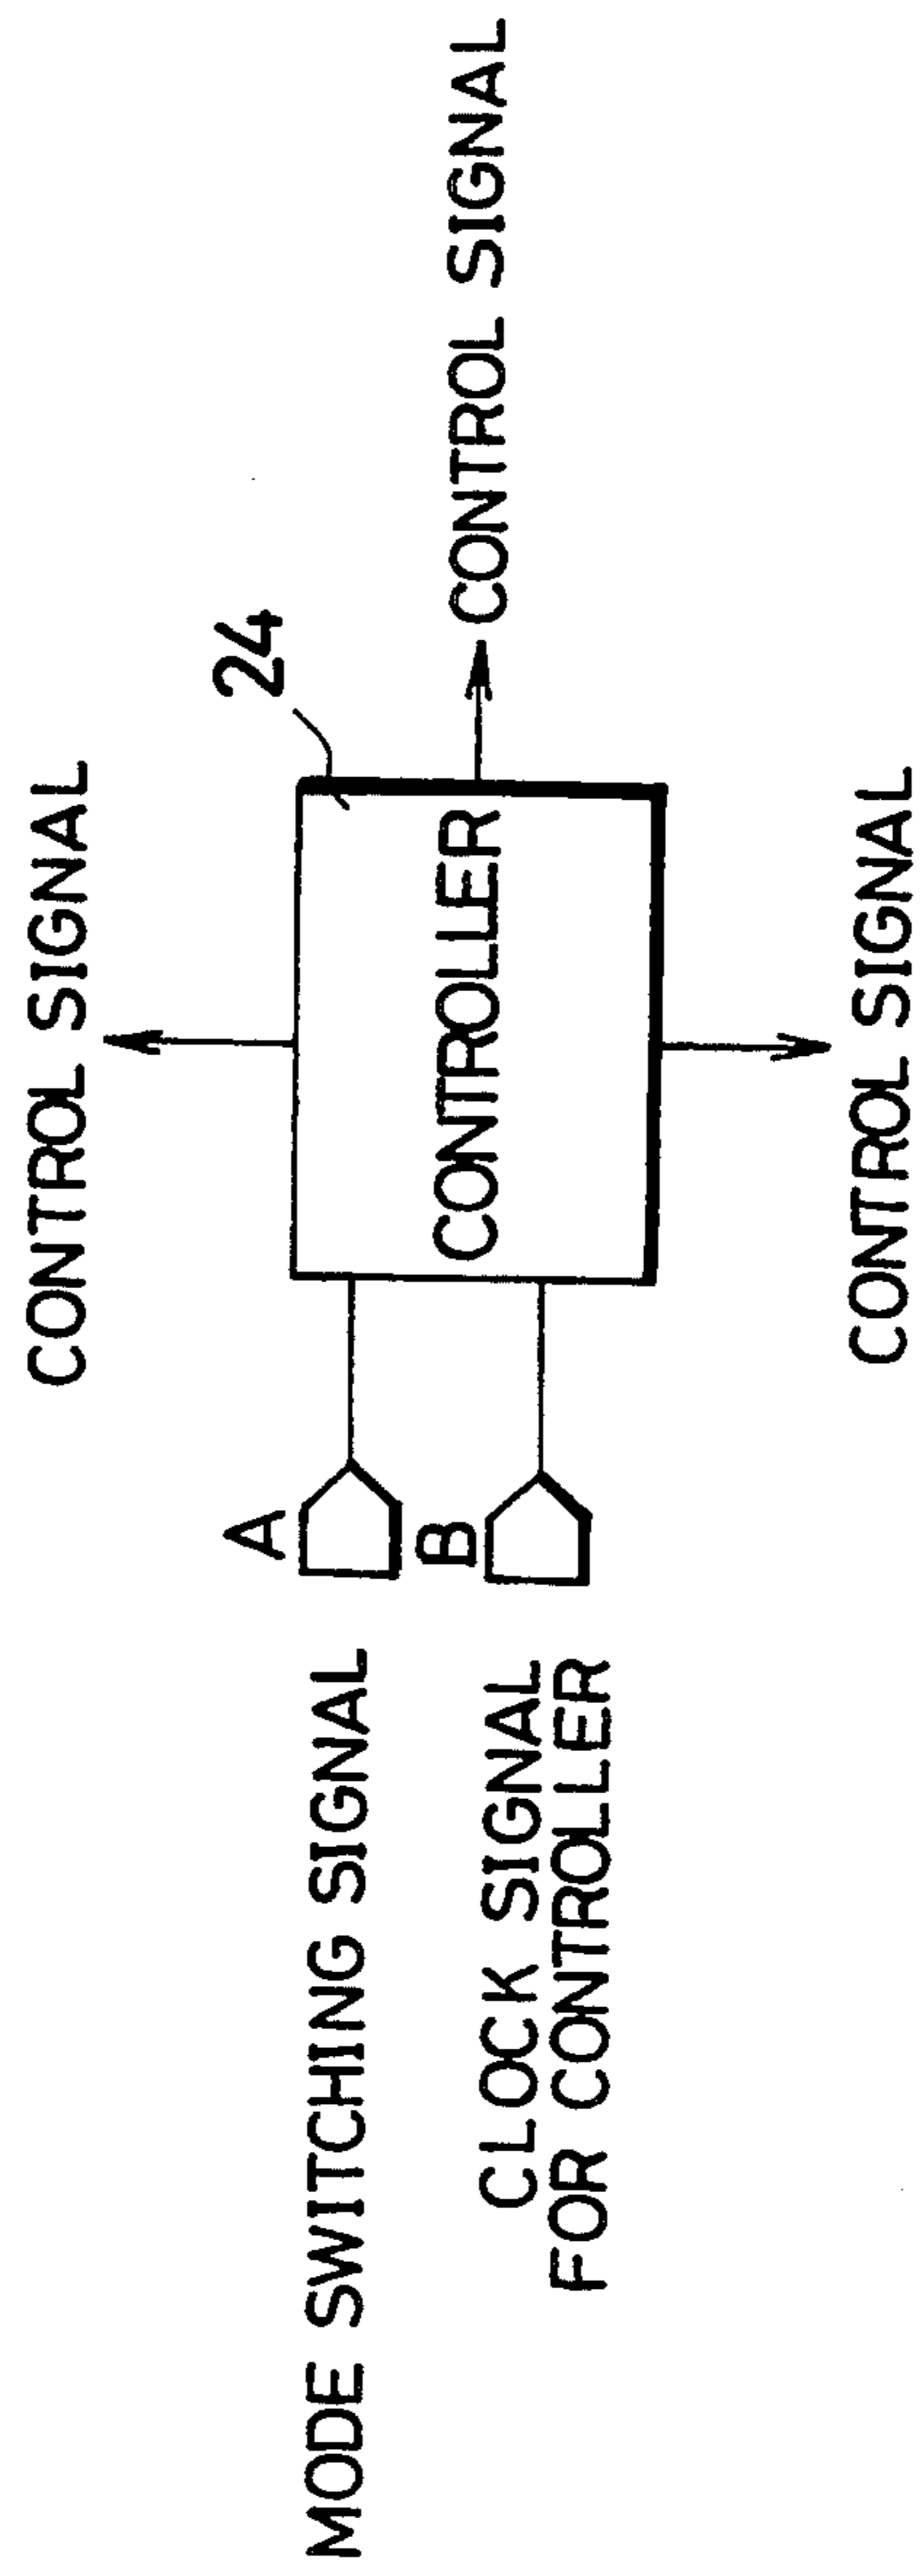 CONTROL SIGNAL
24
A
MODE SWITCHING SIGNAL
CONTROLLER
CONTROL SIGNAL
B
CLOCK SIGNAL
FOR CONTROLLER
CONTROL SIGNAL